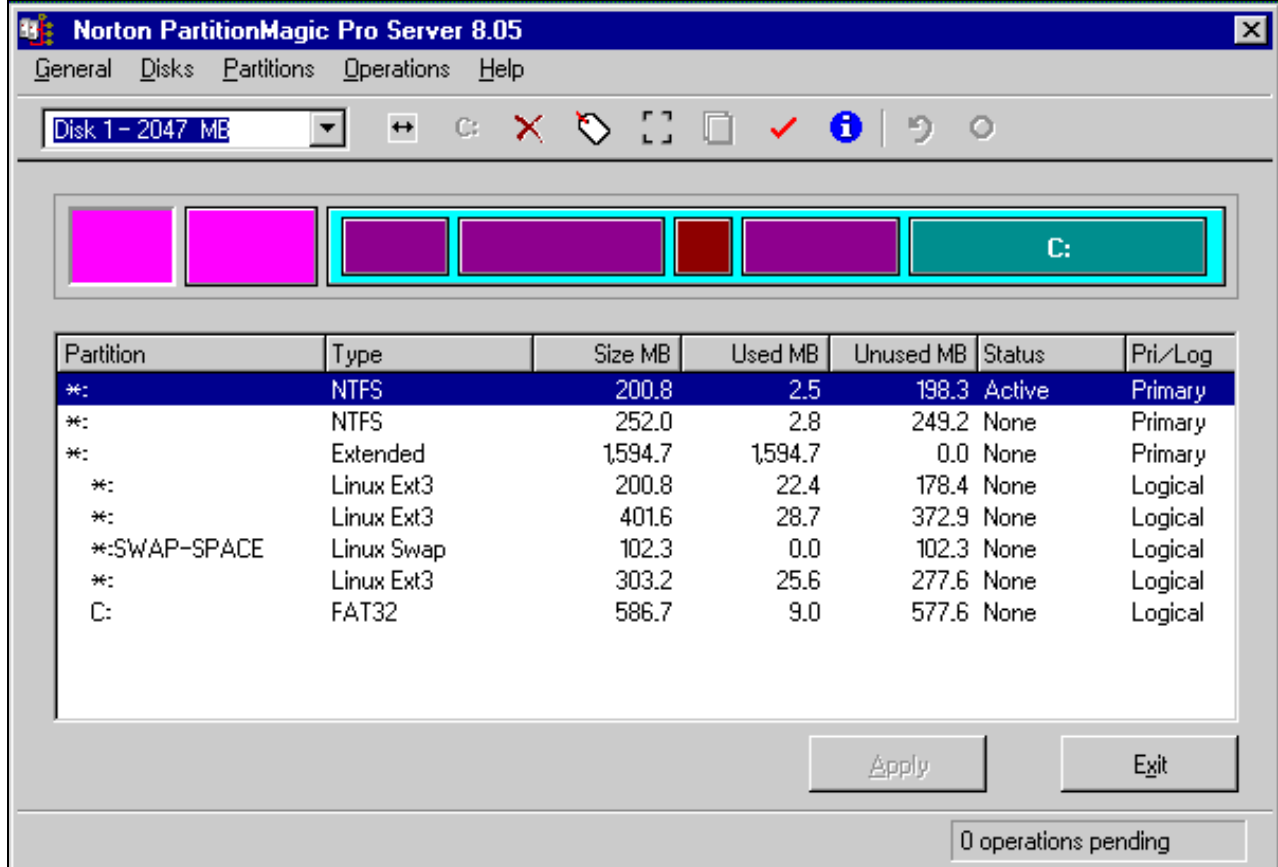 Norton PartitionMagic Pro Server 8.05
General Disks Partitions Operations Help
Disk 1 - 2047 MB C:
C:
Partition Type Size MB Used MB Unused MB Status Pri/Log
*: NTFS 200.8 2.5 198.3 Active Primary
*: NTFS 252.0 2.8 249.2 None Primary
*: Extended 1,594.7 1,594.7 0.0 None Primary
*: Linux Ext3 200.8 22.4 178.4 None Logical
*: Linux Ext3 401.6 28.7 372.9 None Logical
*:SWAP-SPACE Linux Swap 102.3 0.0 102.3 None Logical
*: Linux Ext3 303.2 25.6 277.6 None Logical
C: FAT32 586.7 9.0 577.6 None Logical
Apply Exit
0 operations pending